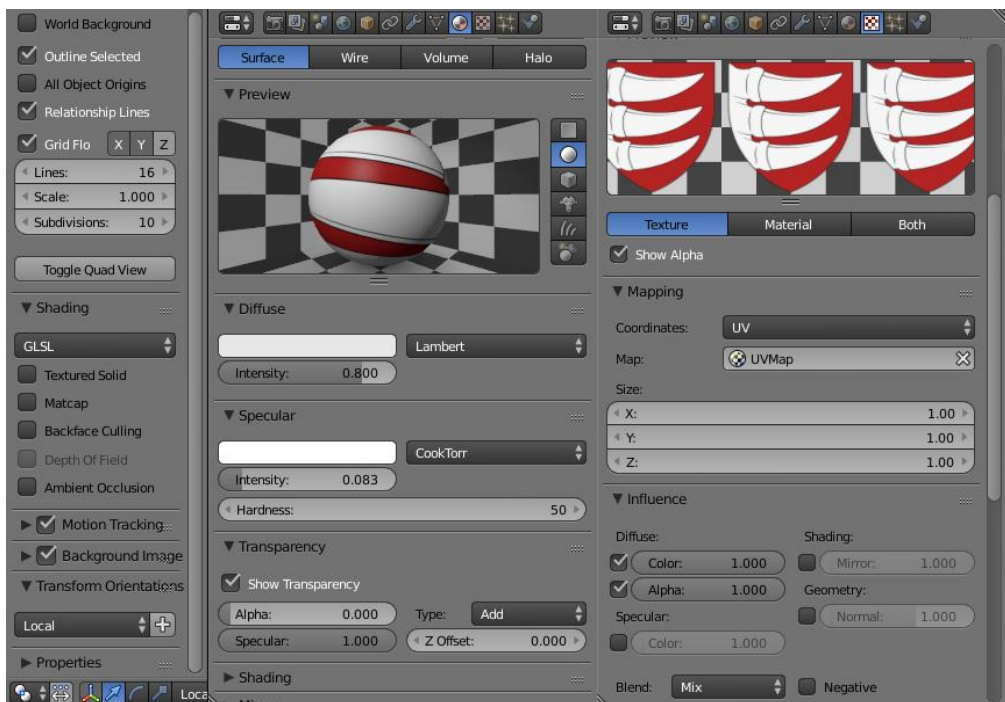 World Background
Outline Selected
All Object Origins
Relationship Lines
Grid Flo X Y Z
Lines: 16
Scale: 1.000
Subdivisions: 10
Toggle Quad View
Shading
GLSL
Textured Solid
Matcap
Backface Culling
Depth Of Field
Ambient Occlusion
Motion Tracking
Background Image
Transform Orientations
Local
Properties
Loca
Surface Wire Volume Halo
Preview
Diffuse
Lambert
Intensity: 0.800
Specular
CookTorr
Intensity: 0.083
Hardness: 50
Transparency
Show Transparency
Alpha: 0.000 Type: Add
Specular: 1.000 Z Offset: 0.000
Shading
Texture Material Both
Show Alpha
Mapping
Coordinates: UV
Map: UVMap
Size:
X: 1.00
Y: 1.00
Z: 1.00
Influence
Diffuse: Shading:
Color: 1.000 Mirror: 1.000
Alpha: 1.000 Geometry:
Specular: Normal: 1.000
Color: 1.000
Blend: Mix Negative